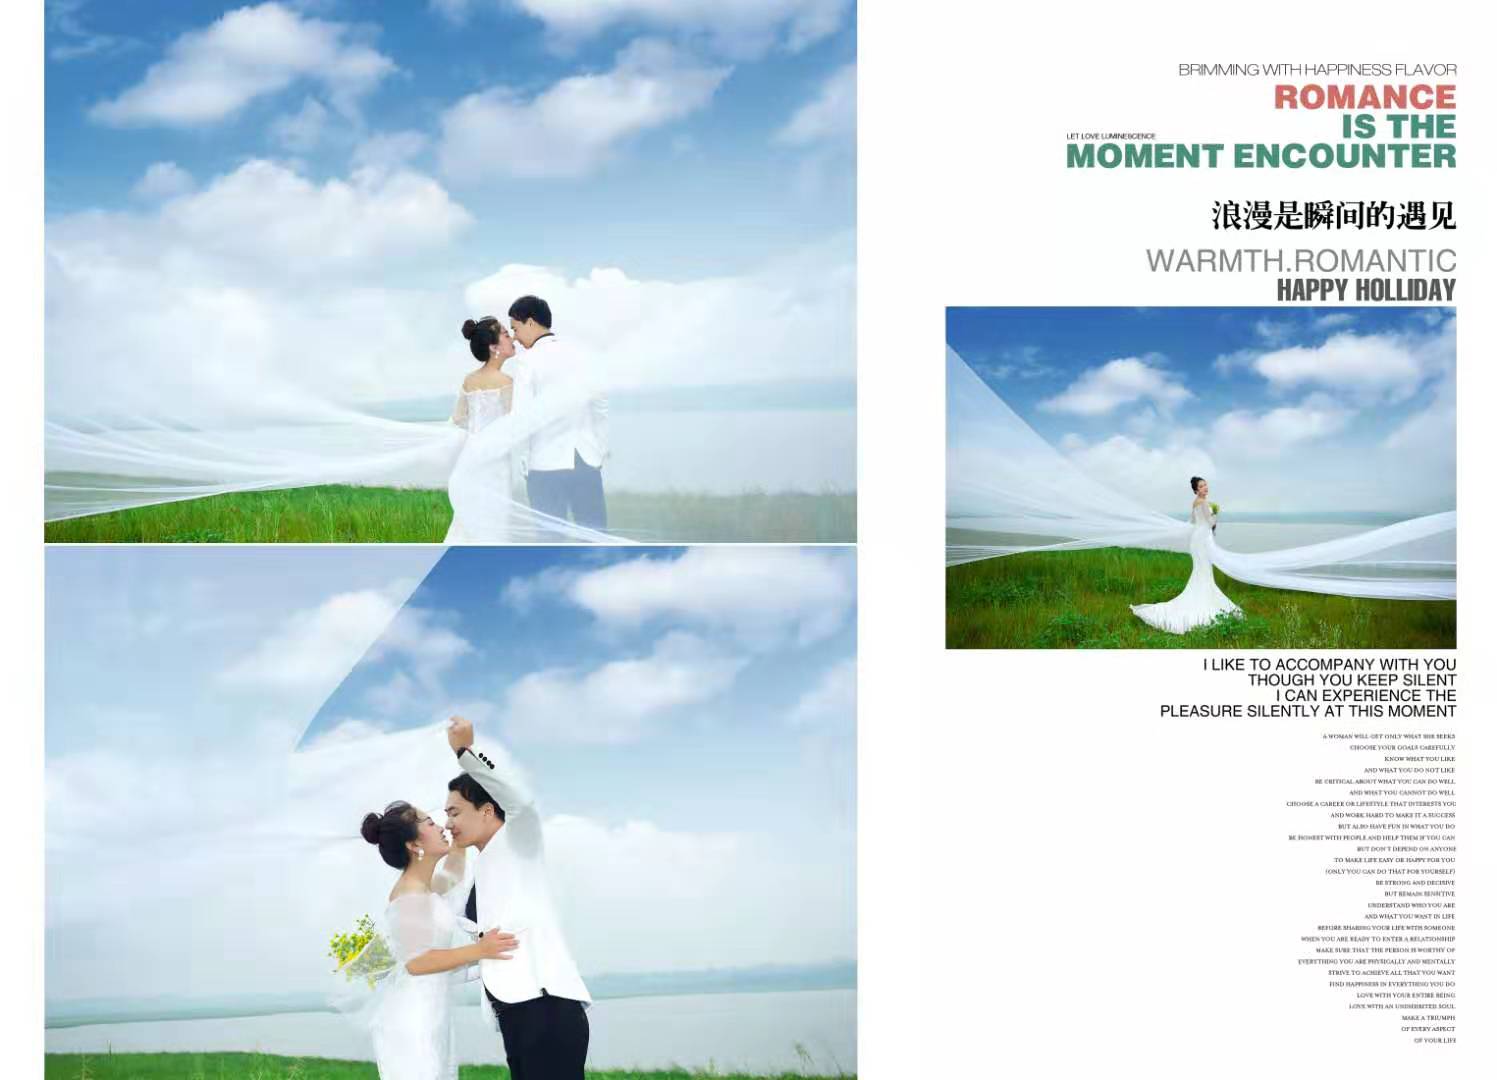 BRIMMING WITH HAPPINESS FLAVOR
ROMANCE
IS THE
LET LOVE LUMINESCENCE
MOMENT ENCOUNTER
浪漫是瞬间的遇见
WARMTH.ROMANTIC
HAPPY HOLLIDAY
I LIKE TO ACCOMPANY WITH YOU
THOUGH YOU KEEP SILENT
I CAN EXPERIENCE THE
PLEASURE SILENTLY AT THIS MOMENT
A WOMAN WILL GET ONLY WHAT SHE SEEKS
CHOOSE YOUR GOALS CAREFULLY
KNOW WHAT YOU LIKE
AND WHAT YOU DO NOT LIKE
BE CRITICAL ABOUT WHAT YOU CAN DO WELL
AND WHAT YOU CANNOT DO WELL
CHOOSE A CAREER OR LIFESTYLE THAT INTERESTS YOU
AND WORK HARD TO MAKE IT A SUCCESS
BUT ALSO HAVE FUN IN WHAT YOU DO
BE HONEST WITH PEOPLE AND HELP THEM IF YOU CAN
BUT DON'T DEPEND ON ANYONE
TO MAKE LIFE EASY OR HAPPY FOR YOU
(ONLY YOU CAN DO THAT FOR YOURSELF)
BE STRONG AND DECISIVE
BUT REMAIN SENSITIVE
UNDERSTAND WHO YOU ARE
AND WHAT YOU WANT IN LIFE
BEFORE SHARING YOUR LIFE WITH SOMEONE
WHEN YOU ARE READY TO ENTER A RELATIONSHIP
MAKE SURE THAT THE PERSON IS WORTHY OF
EVERYTHING YOU ARE PHYSICALLY AND MENTALLY
STRIVE TO ACHIEVE ALL THAT YOU WANT
FIND HAPPINESS IN EVERYTHING YOU DO
LOVE WITH YOUR ENTIRE BEING
LOVE WITH AN UNINHIBITED SOUL
MAKE A TRIUMPH
OF EVERY ASPECT
OF YOUR LIFE